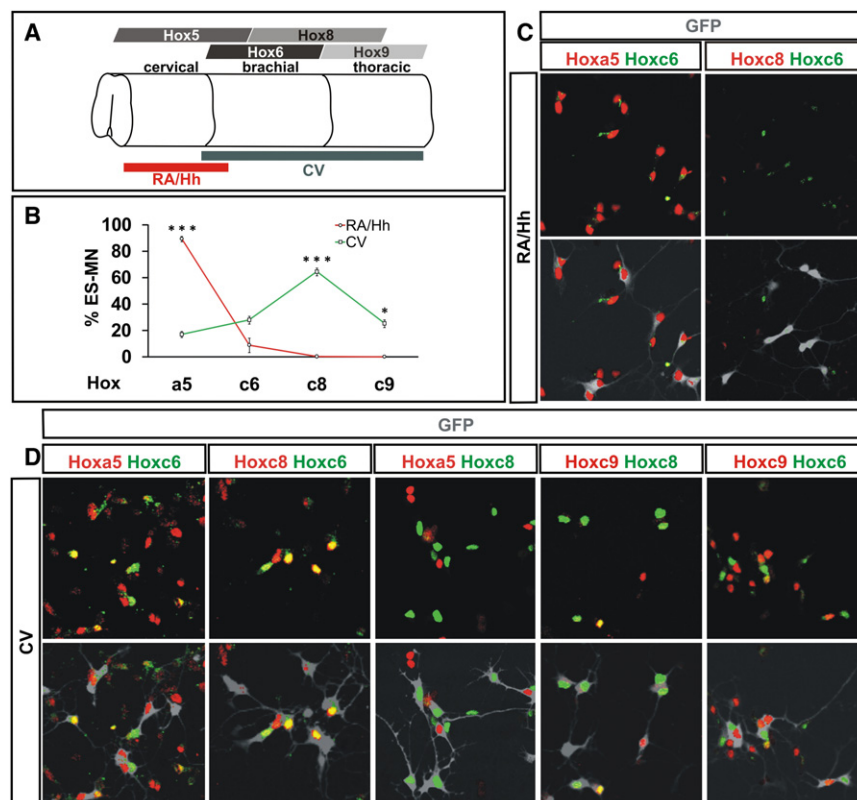 A
Hox5 Hox8
Hox6 Hox9
cervical brachial thoracic
CV
RA/Hh
B
100
80
60
40
20
0
% ES-MN
***
***
*
RA/Hh
CV
Hox a5 c6 c8 c9
C
GFP
Hoxa5 Hoxc6 Hoxc8 Hoxc6
RA/Hh
GFP
D
Hoxa5 Hoxc6 Hoxc8 Hoxc6 Hoxa5 Hoxc8 Hoxc9 Hoxc8 Hoxc9 Hoxc6
CV